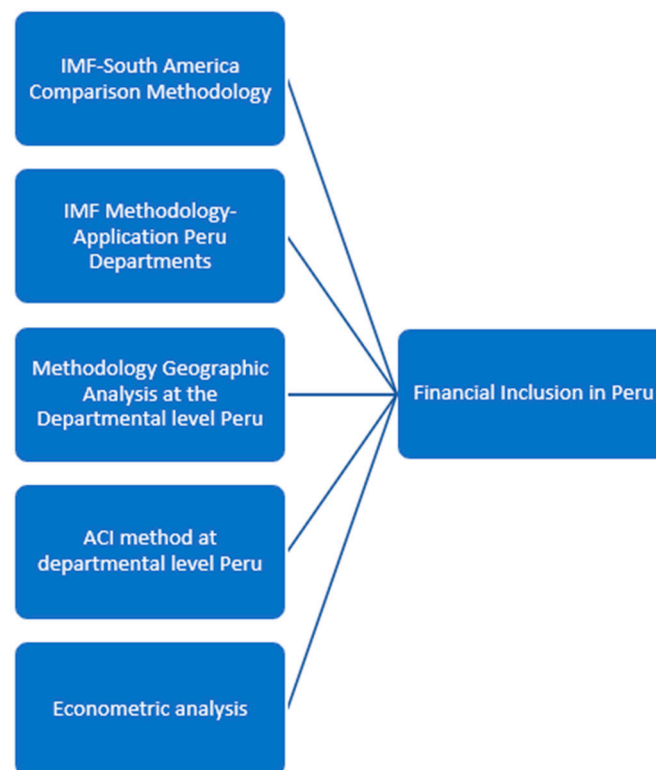 IMF-South America
Comparison Methodology
IMF Methodology-
Application Peru
Departments
Methodology Geographic
Analysis at the
Departmental level Peru
Financial Inclusion in Peru
ACI method at
departmental level Peru
Econometric analysis